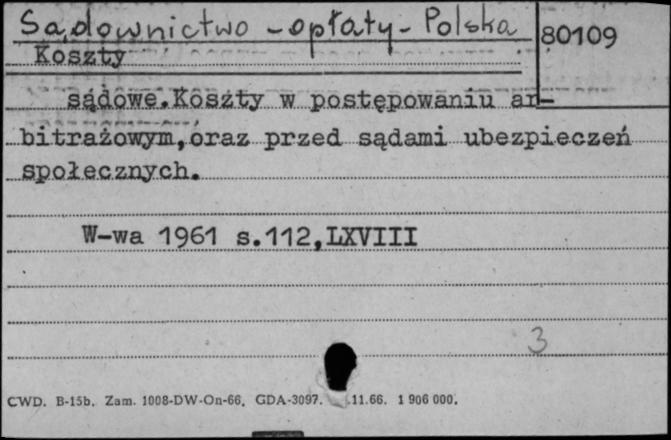 Sądownictwo - opłaty - Polska
80109
Koszty
sądowe.Koszty w postępowaniu ar-
bitrażowym,oraz przed sądami ubezpieczeń
społecznych.
W-wa 1961 s.112,LXVIII
3
CWD. B-15b. Zam. 1008-DW-On-66. GDA-3097. 11.66. 1 906 000.